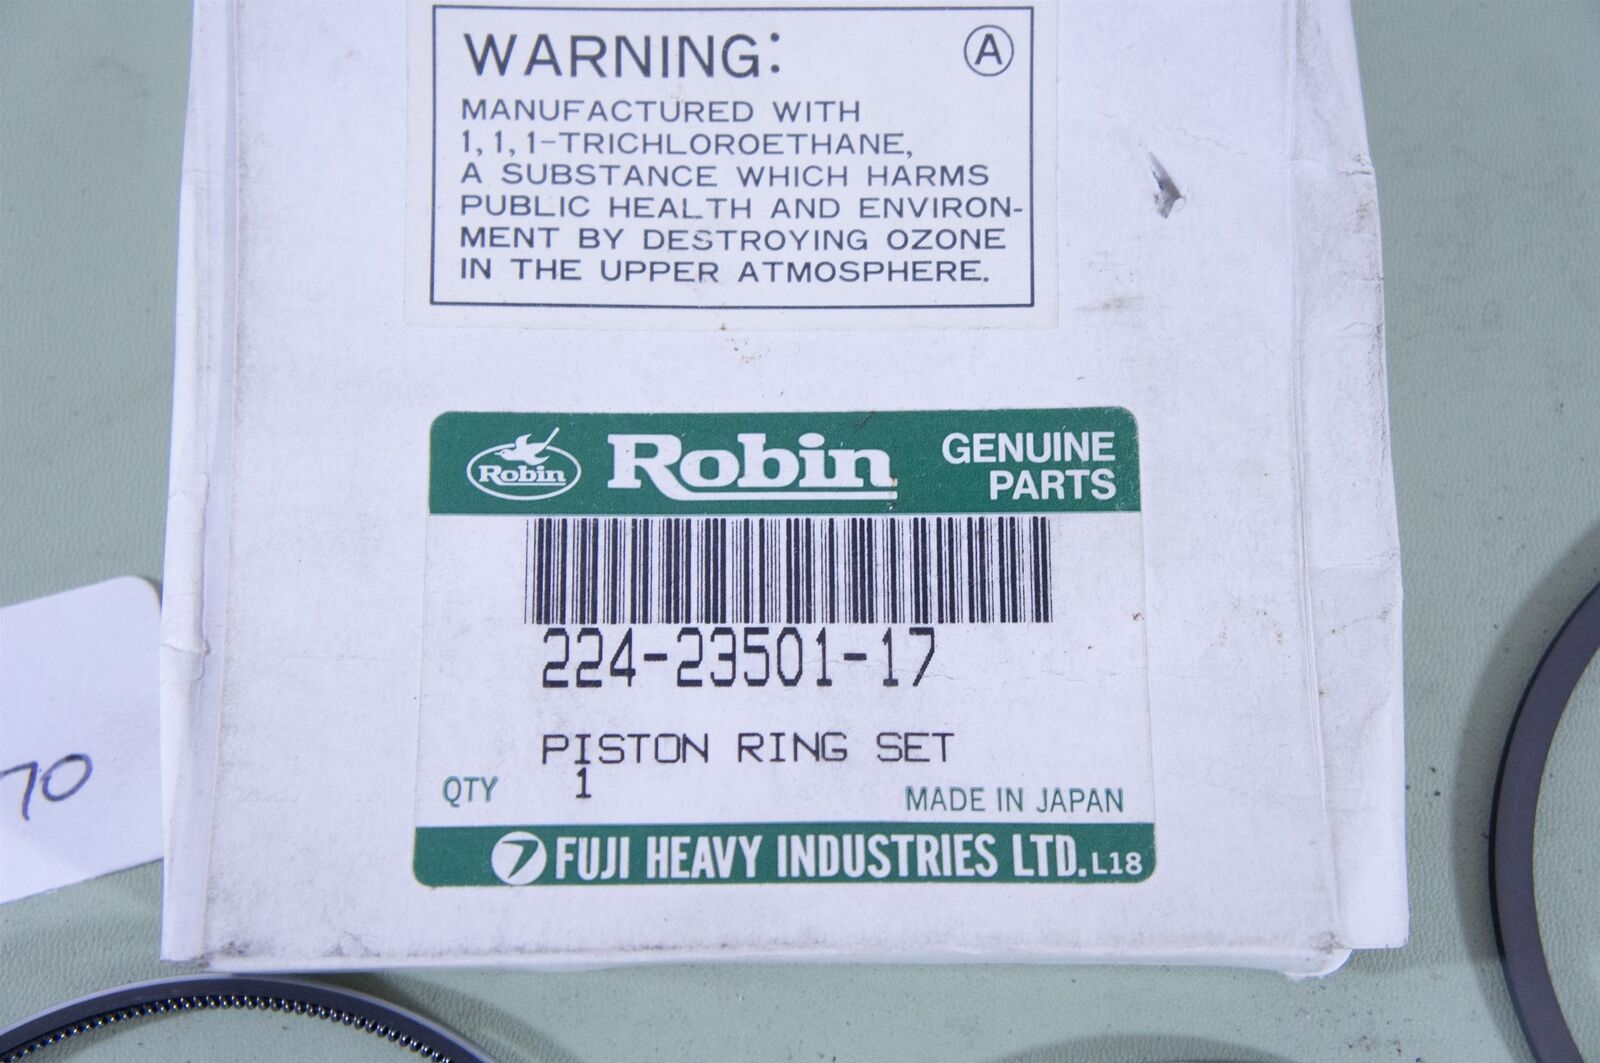 WARNING: A
MANUFACTURED WITH
1,1,1-TRICHLOROETHANE,
A SUBSTANCE WHICH HARMS
PUBLIC HEALTH AND ENVIRON-
MENT BY DESTROYING OZONE
IN THE UPPER ATMOSPHERE.
Robin Robin GENUINE
PARTS
224-23501-17
PISTON RING SET
QTY 1
MADE IN JAPAN
FUJI HEAVY INDUSTRIES LTD. L18
70